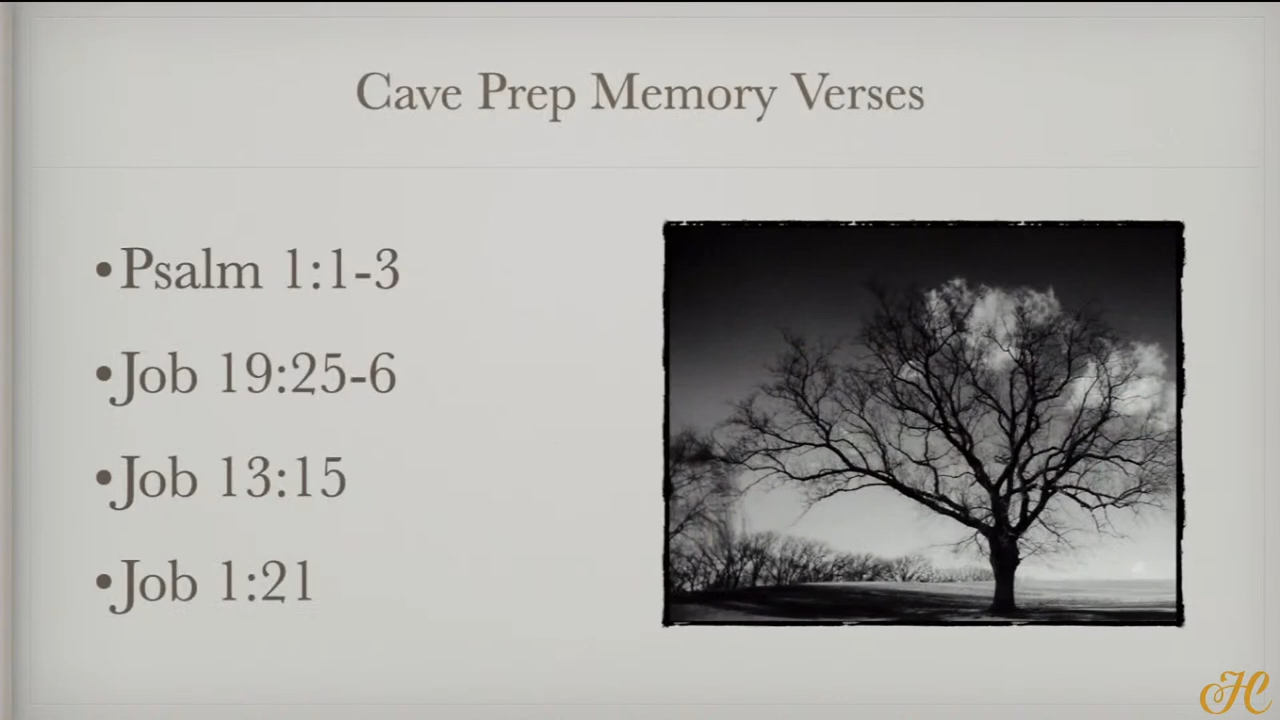 Cave Prep Memory Verses
•Psalm 1:1-3
•Job 19:25-6
•Job 13:15
•Job 1:21
H